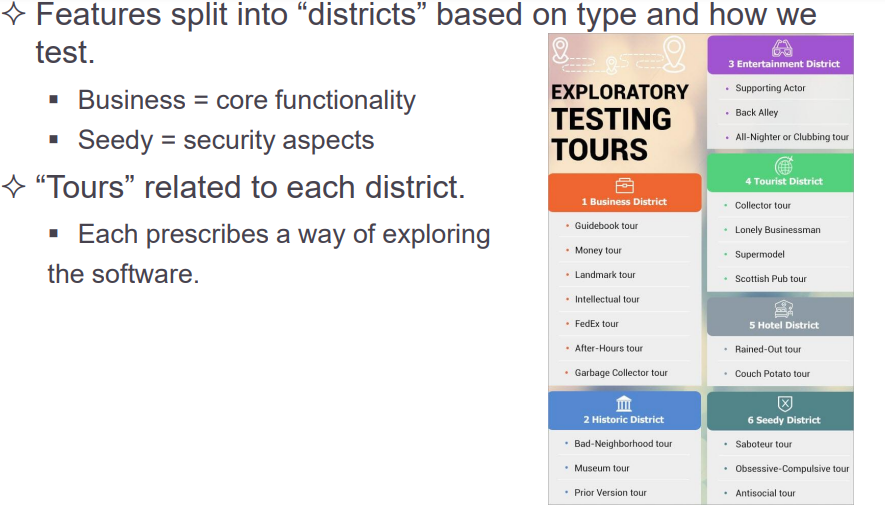 ✧ Features split into “districts” based on type and how we
test.
▪ Business = core functionality
▪ Seedy = security aspects
✧ “Tours” related to each district.
▪ Each prescribes a way of exploring
the software.
EXPLORATORY
TESTING
TOURS
1 Business District
• Guidebook tour
• Money tour
• Landmark tour
• Intellectual tour
• FedEx tour
• After-Hours tour
• Garbage Collector tour
2 Historic District
• Bad-Neighborhood tour
• Museum tour
• Prior Version tour
3 Entertainment District
• Supporting Actor
• Back Alley
• All-Nighter or Clubbing tour
4 Tourist District
• Collector tour
• Lonely Businessman
• Supermodel
• Scottish Pub tour
5 Hotel District
• Rained-Out tour
• Couch Potato tour
6 Seedy District
• Saboteur tour
• Obsessive-Compulsive tour
• Antisocial tour